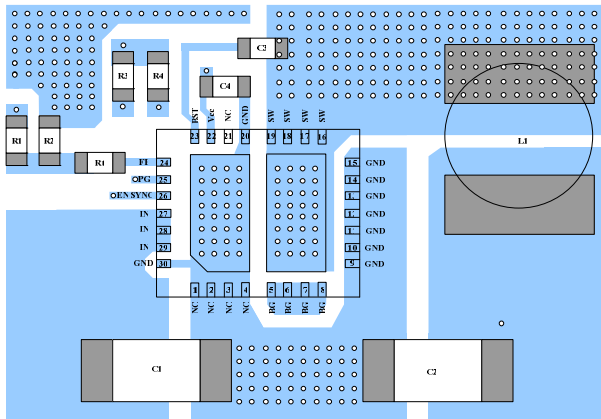 C2
R3
R4
C4
BST
Vcc
NC
GND
SW
SW
SW
SW
23
22
21
20
19
18
17
16
R1
R2
L1
R1
FI
24
15
GND
PG
25
14
GND
EN SYNC
26
GND
IN
27
GND
IN
28
GND
IN
29
10
GND
GND
30
9
GND
1
2
3
4
5
6
7
8
NC
NC
NC
NC
BG
BG
BG
BG
C1
C2